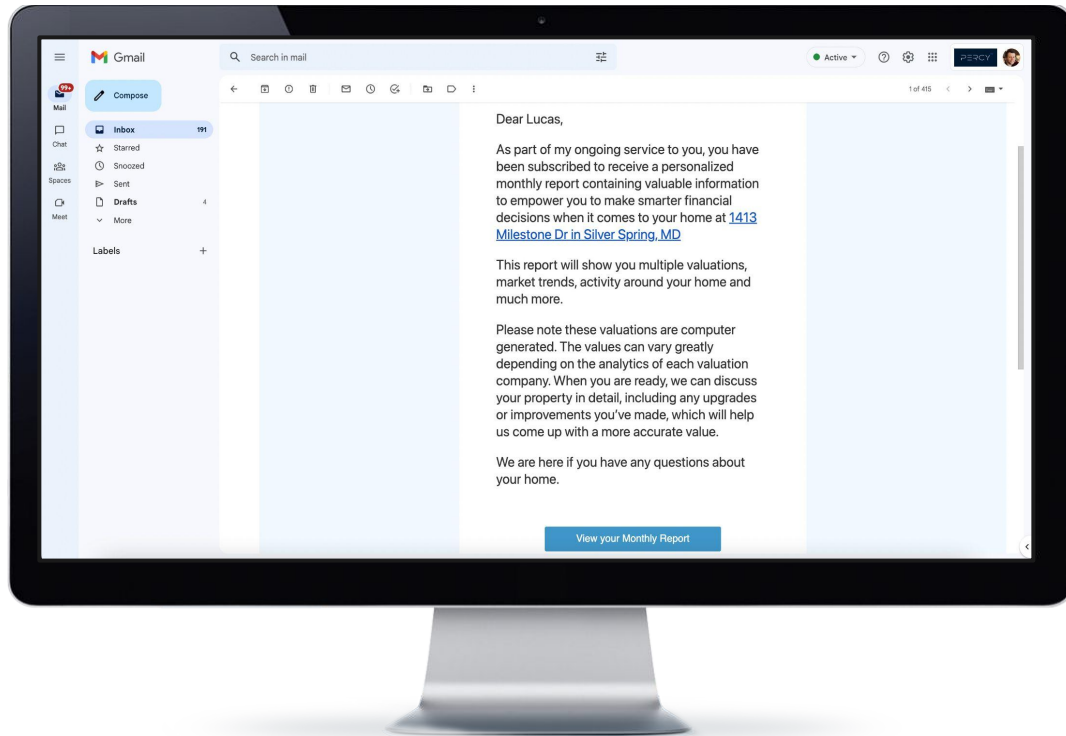 Gmail
Search in mail
Active
PERCY
99+
Mail
Compose
1 of 415
Inbox 191
Chat
Starred
Snoozed
Spaces
Sent
Drafts 4
Meet
More
Labels
Dear Lucas,
As part of my ongoing service to you, you have
been subscribed to receive a personalized
monthly report containing valuable information
to empower you to make smarter financial
decisions when it comes to your home at 1413
Milestone Dr in Silver Spring, MD
This report will show you multiple valuations,
market trends, activity around your home and
much more.
Please note these valuations are computer
generated. The values can vary greatly
depending on the analytics of each valuation
company. When you are ready, we can discuss
your property in detail, including any upgrades
or improvements you’ve made, which will help
us come up with a more accurate value.
We are here if you have any questions about
your home.
View your Monthly Report